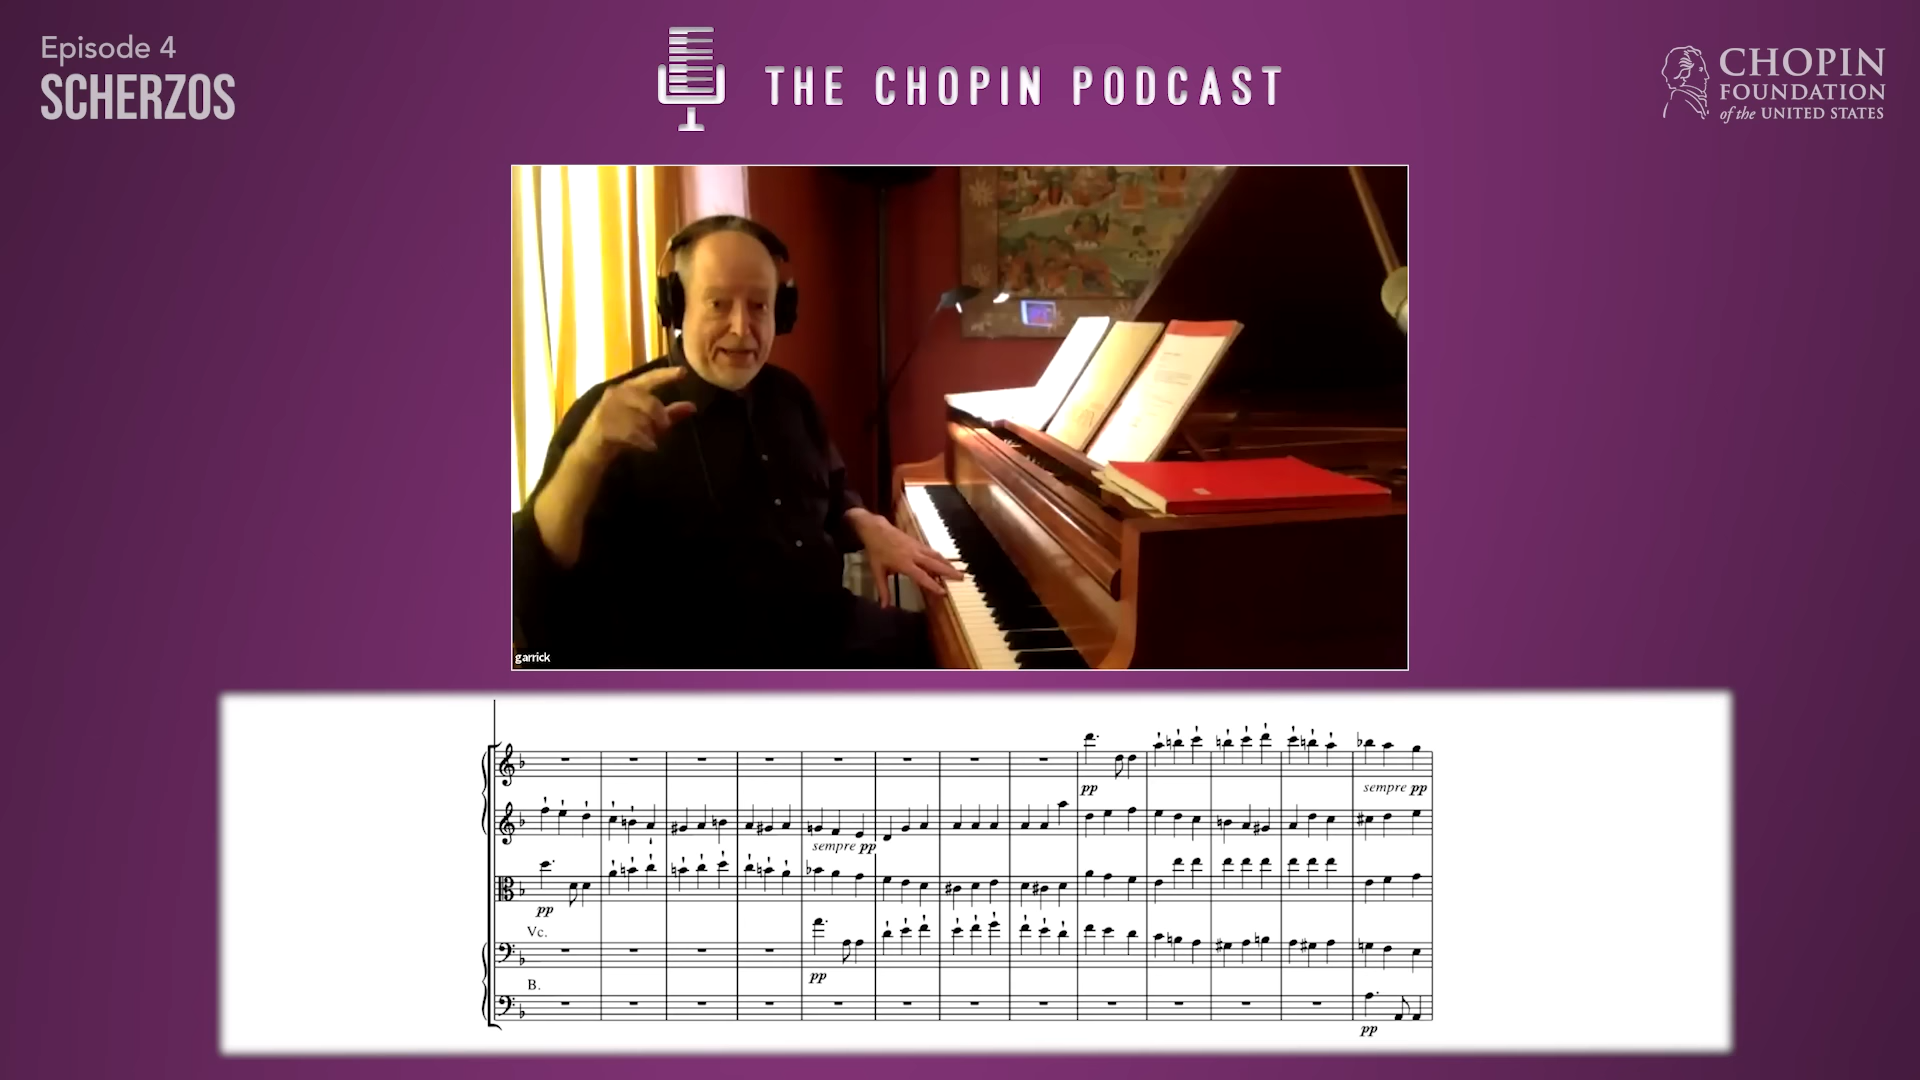 Episode 4
SCHERZOS
THE CHOPIN PODCAST
CHOPIN
FOUNDATION
of the UNITED STATES
garrick
pp
sempre pp
sempre pp
pp
Vc.
pp
B.
pp